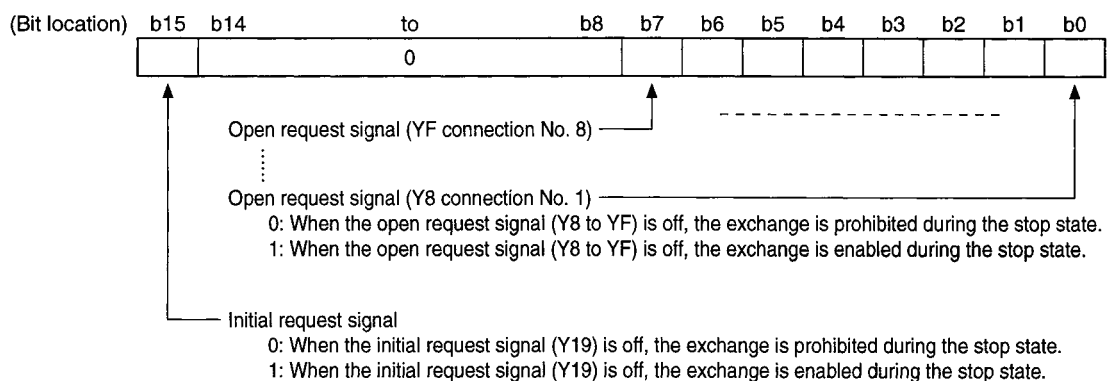 (Bit location) b15 b14 to b8 b7 b6 b5 b4 b3 b2 b1 b0
0
Open request signal (YF connection No. 8)
Open request signal (Y8 connection No. 1)
0: When the open request signal (Y8 to YF) is off, the exchange is prohibited during the stop state.
1: When the open request signal (Y8 to YF) is off, the exchange is enabled during the stop state.
Initial request signal
0: When the initial request signal (Y19) is off, the exchange is prohibited during the stop state.
1: When the initial request signal (Y19) is off, the exchange is enabled during the stop state.